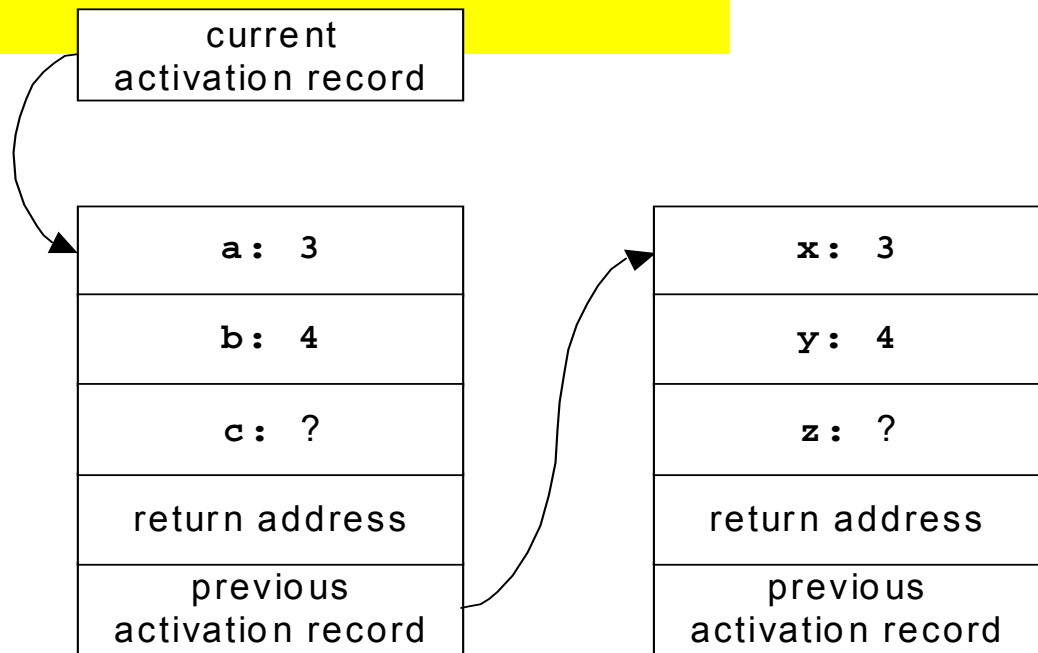 current
activation record
a: 3
b: 4
c: ?
return address
previous
activation record
x: 3
y: 4
z: ?
return address
previous
activation record